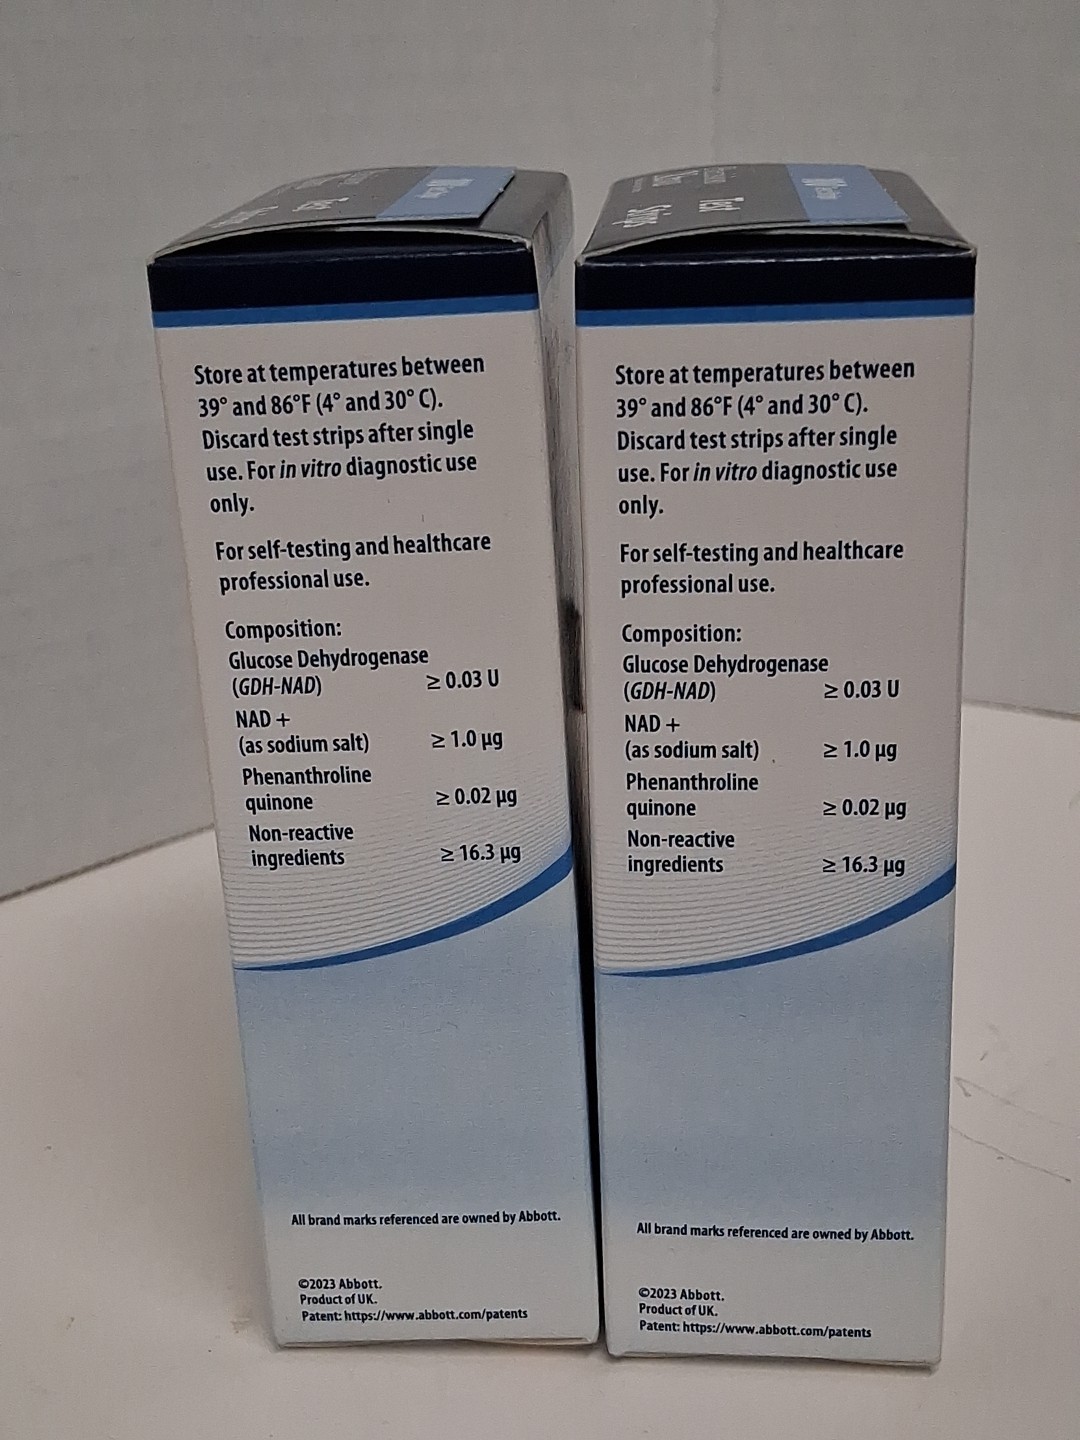 Test
Strips
Store at temperatures between
39° and 86°F (4° and 30° C).
Discard test strips after single
use. For in vitro diagnostic use
only.
For self-testing and healthcare
professional use.
Composition:
Glucose Dehydrogenase
(GDH-NAD) ≥ 0.03 U
NAD +
(as sodium salt) ≥ 1.0 µg
Phenanthroline
quinone ≥ 0.02 µg
Non-reactive
ingredients ≥ 16.3 µg
All brand marks referenced are owned by Abbott.
©2023 Abbott.
Product of UK.
Patent: https://www.abbott.com/patents
Test
Strips
Store at temperatures between
39° and 86°F (4° and 30° C).
Discard test strips after single
use. For in vitro diagnostic use
only.
For self-testing and healthcare
professional use.
Composition:
Glucose Dehydrogenase
(GDH-NAD) ≥ 0.03 U
NAD +
(as sodium salt) ≥ 1.0 µg
Phenanthroline
quinone ≥ 0.02 µg
Non-reactive
ingredients ≥ 16.3 µg
All brand marks referenced are owned by Abbott.
©2023 Abbott.
Product of UK.
Patent: https://www.abbott.com/patents